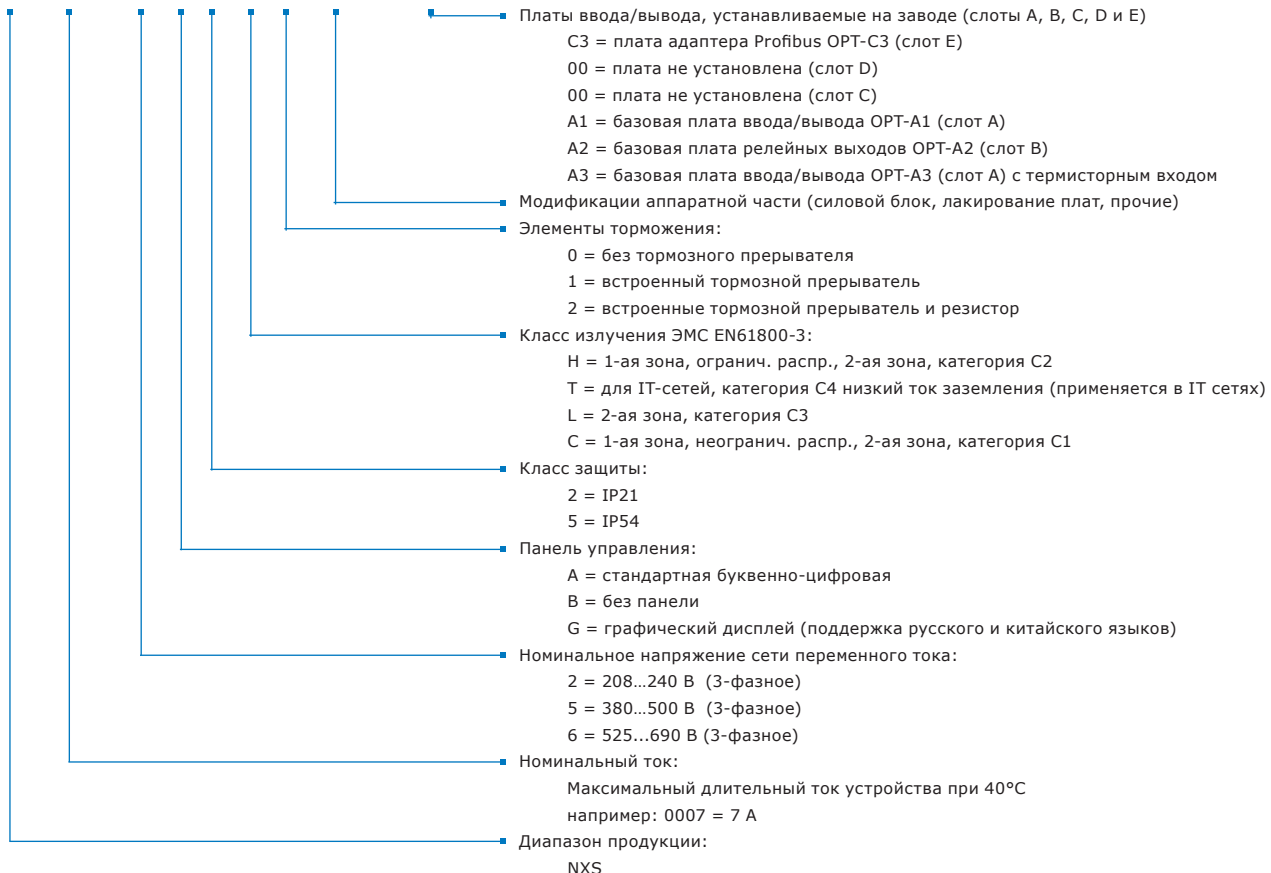 Платы ввода/вывода, устанавливаемые на заводе (слоты A, B, C, D и E)
C3 = плата адаптера Profibus OPT-C3 (слот E)
00 = плата не установлена (слот D)
00 = плата не установлена (слот C)
A1 = базовая плата ввода/вывода OPT-A1 (слот A)
A2 = базовая плата релейных выходов OPT-A2 (слот B)
A3 = базовая плата ввода/вывода OPT-A3 (слот A) с термисторным входом
Модификации аппаратной части (силовой блок, лакирование плат, прочие)
Элементы торможения:
0 = без тормозного прерывателя
1 = встроенный тормозной прерыватель
2 = встроенные тормозной прерыватель и резистор
Класс излучения ЭМС EN61800-3:
H = 1-ая зона, огранич. распр., 2-ая зона, категория C2
T = для IT-сетей, категория C4 низкий ток заземления (применяется в IT сетях)
L = 2-ая зона, категория C3
C = 1-ая зона, неогранич. распр., 2-ая зона, категория C1
Класс защиты:
2 = IP21
5 = IP54
Панель управления:
A = стандартная буквенно-цифровая
B = без панели
G = графический дисплей (поддержка русского и китайского языков)
Номинальное напряжение сети переменного тока:
2 = 208…240 В (3-фазное)
5 = 380…500 В (3-фазное)
6 = 525...690 В (3-фазное)
Номинальный ток:
Максимальный длительный ток устройства при 40°C
например: 0007 = 7 А
Диапазон продукции:
NXS